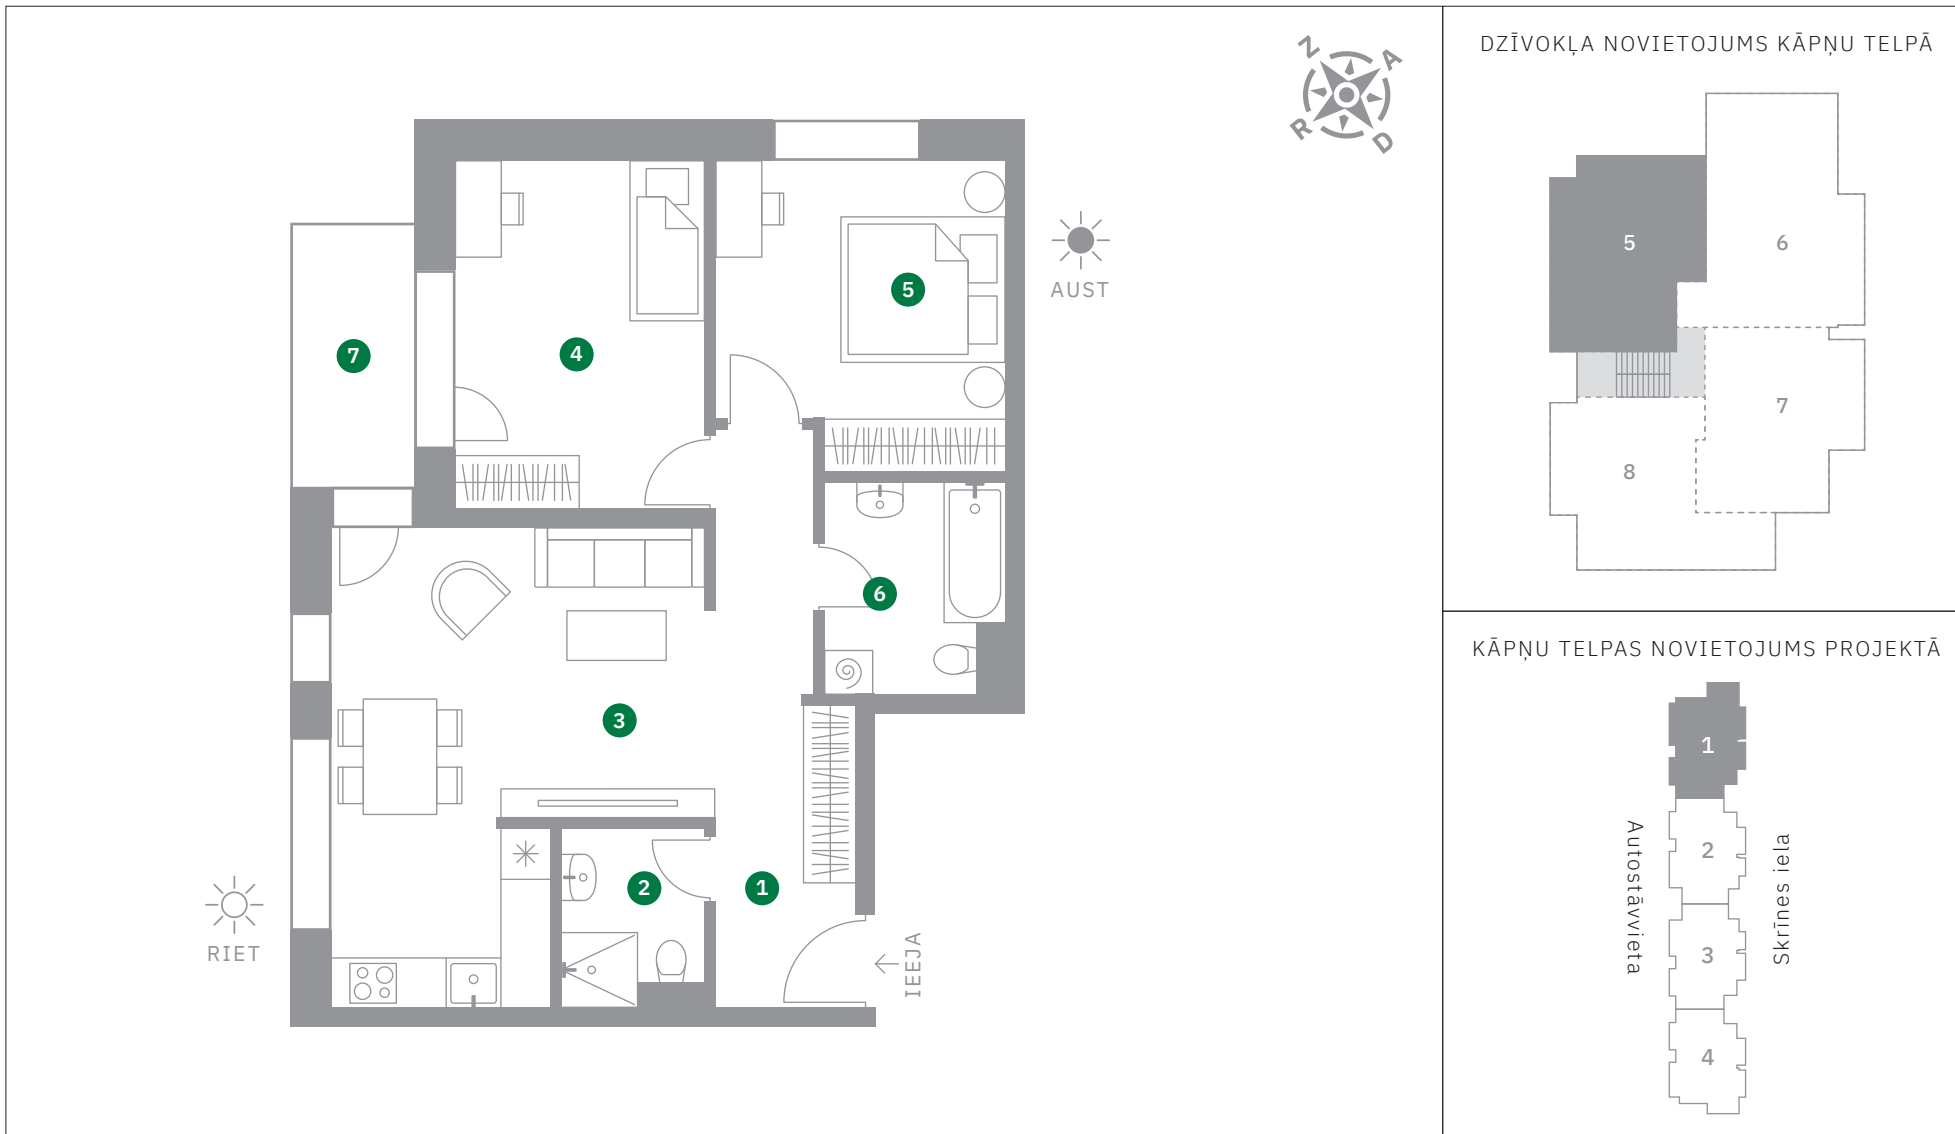 Z
A
R
D
AUST
RIET
IEEJA
1
2
3
4
5
6
7
DZĪVOKĻA NOVIETOJUMS KĀPŅU TELPĀ
5
6
7
8
KĀPŅU TELPAS NOVIETOJUMS PROJEKTĀ
1
2
3
4
Autostāvvieta
Skrīnes iela